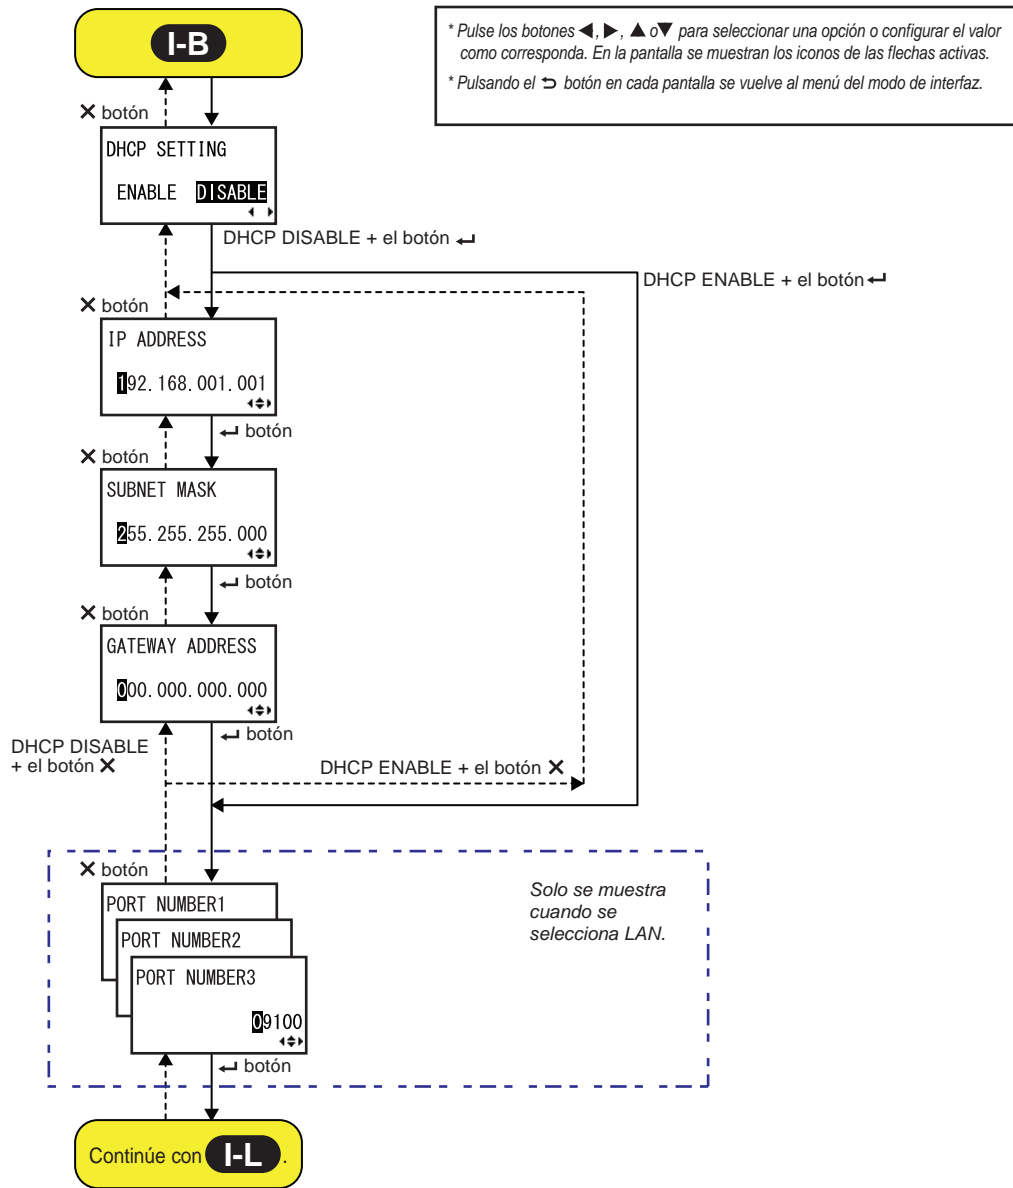 I-B
* Pulse los botones ◀, ▶, ▲ o▼ para seleccionar una opción o configurar el valor
como corresponda. En la pantalla se muestran los iconos de las flechas activas.
* Pulsando el ⮌ botón en cada pantalla se vuelve al menú del modo de interfaz.
✕ botón
DHCP SETTING
ENABLE DISABLE
DHCP DISABLE + el botón ↵
DHCP ENABLE + el botón ↵
✕ botón
IP ADDRESS
192.168.001.001
↵ botón
✕ botón
SUBNET MASK
255.255.255.000
↵ botón
✕ botón
GATEWAY ADDRESS
000.000.000.000
↵ botón
DHCP DISABLE
+ el botón ✕
DHCP ENABLE + el botón ✕
✕ botón
PORT NUMBER1
PORT NUMBER2
PORT NUMBER3
09100
Solo se muestra
cuando se
selecciona LAN.
↵ botón
Continúe con I-L .